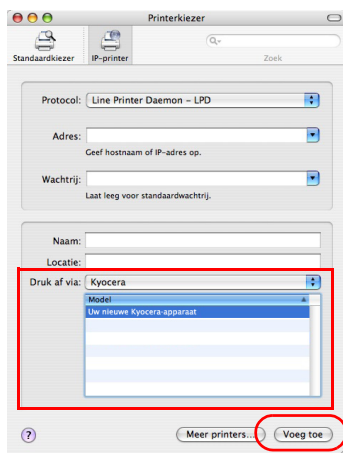 Printerkiezer
Standaardkiezer IP-printer Zoek
Protocol: Line Printer Daemon – LPD
Adres:
Geef hostnaam of IP-adres op.
Wachtrij:
Laat leeg voor standaardwachtrij.
Naam:
Locatie:
Druk af via: Kyocera
Model
Uw nieuwe Kyocera-apparaat
? Meer printers... Voeg toe